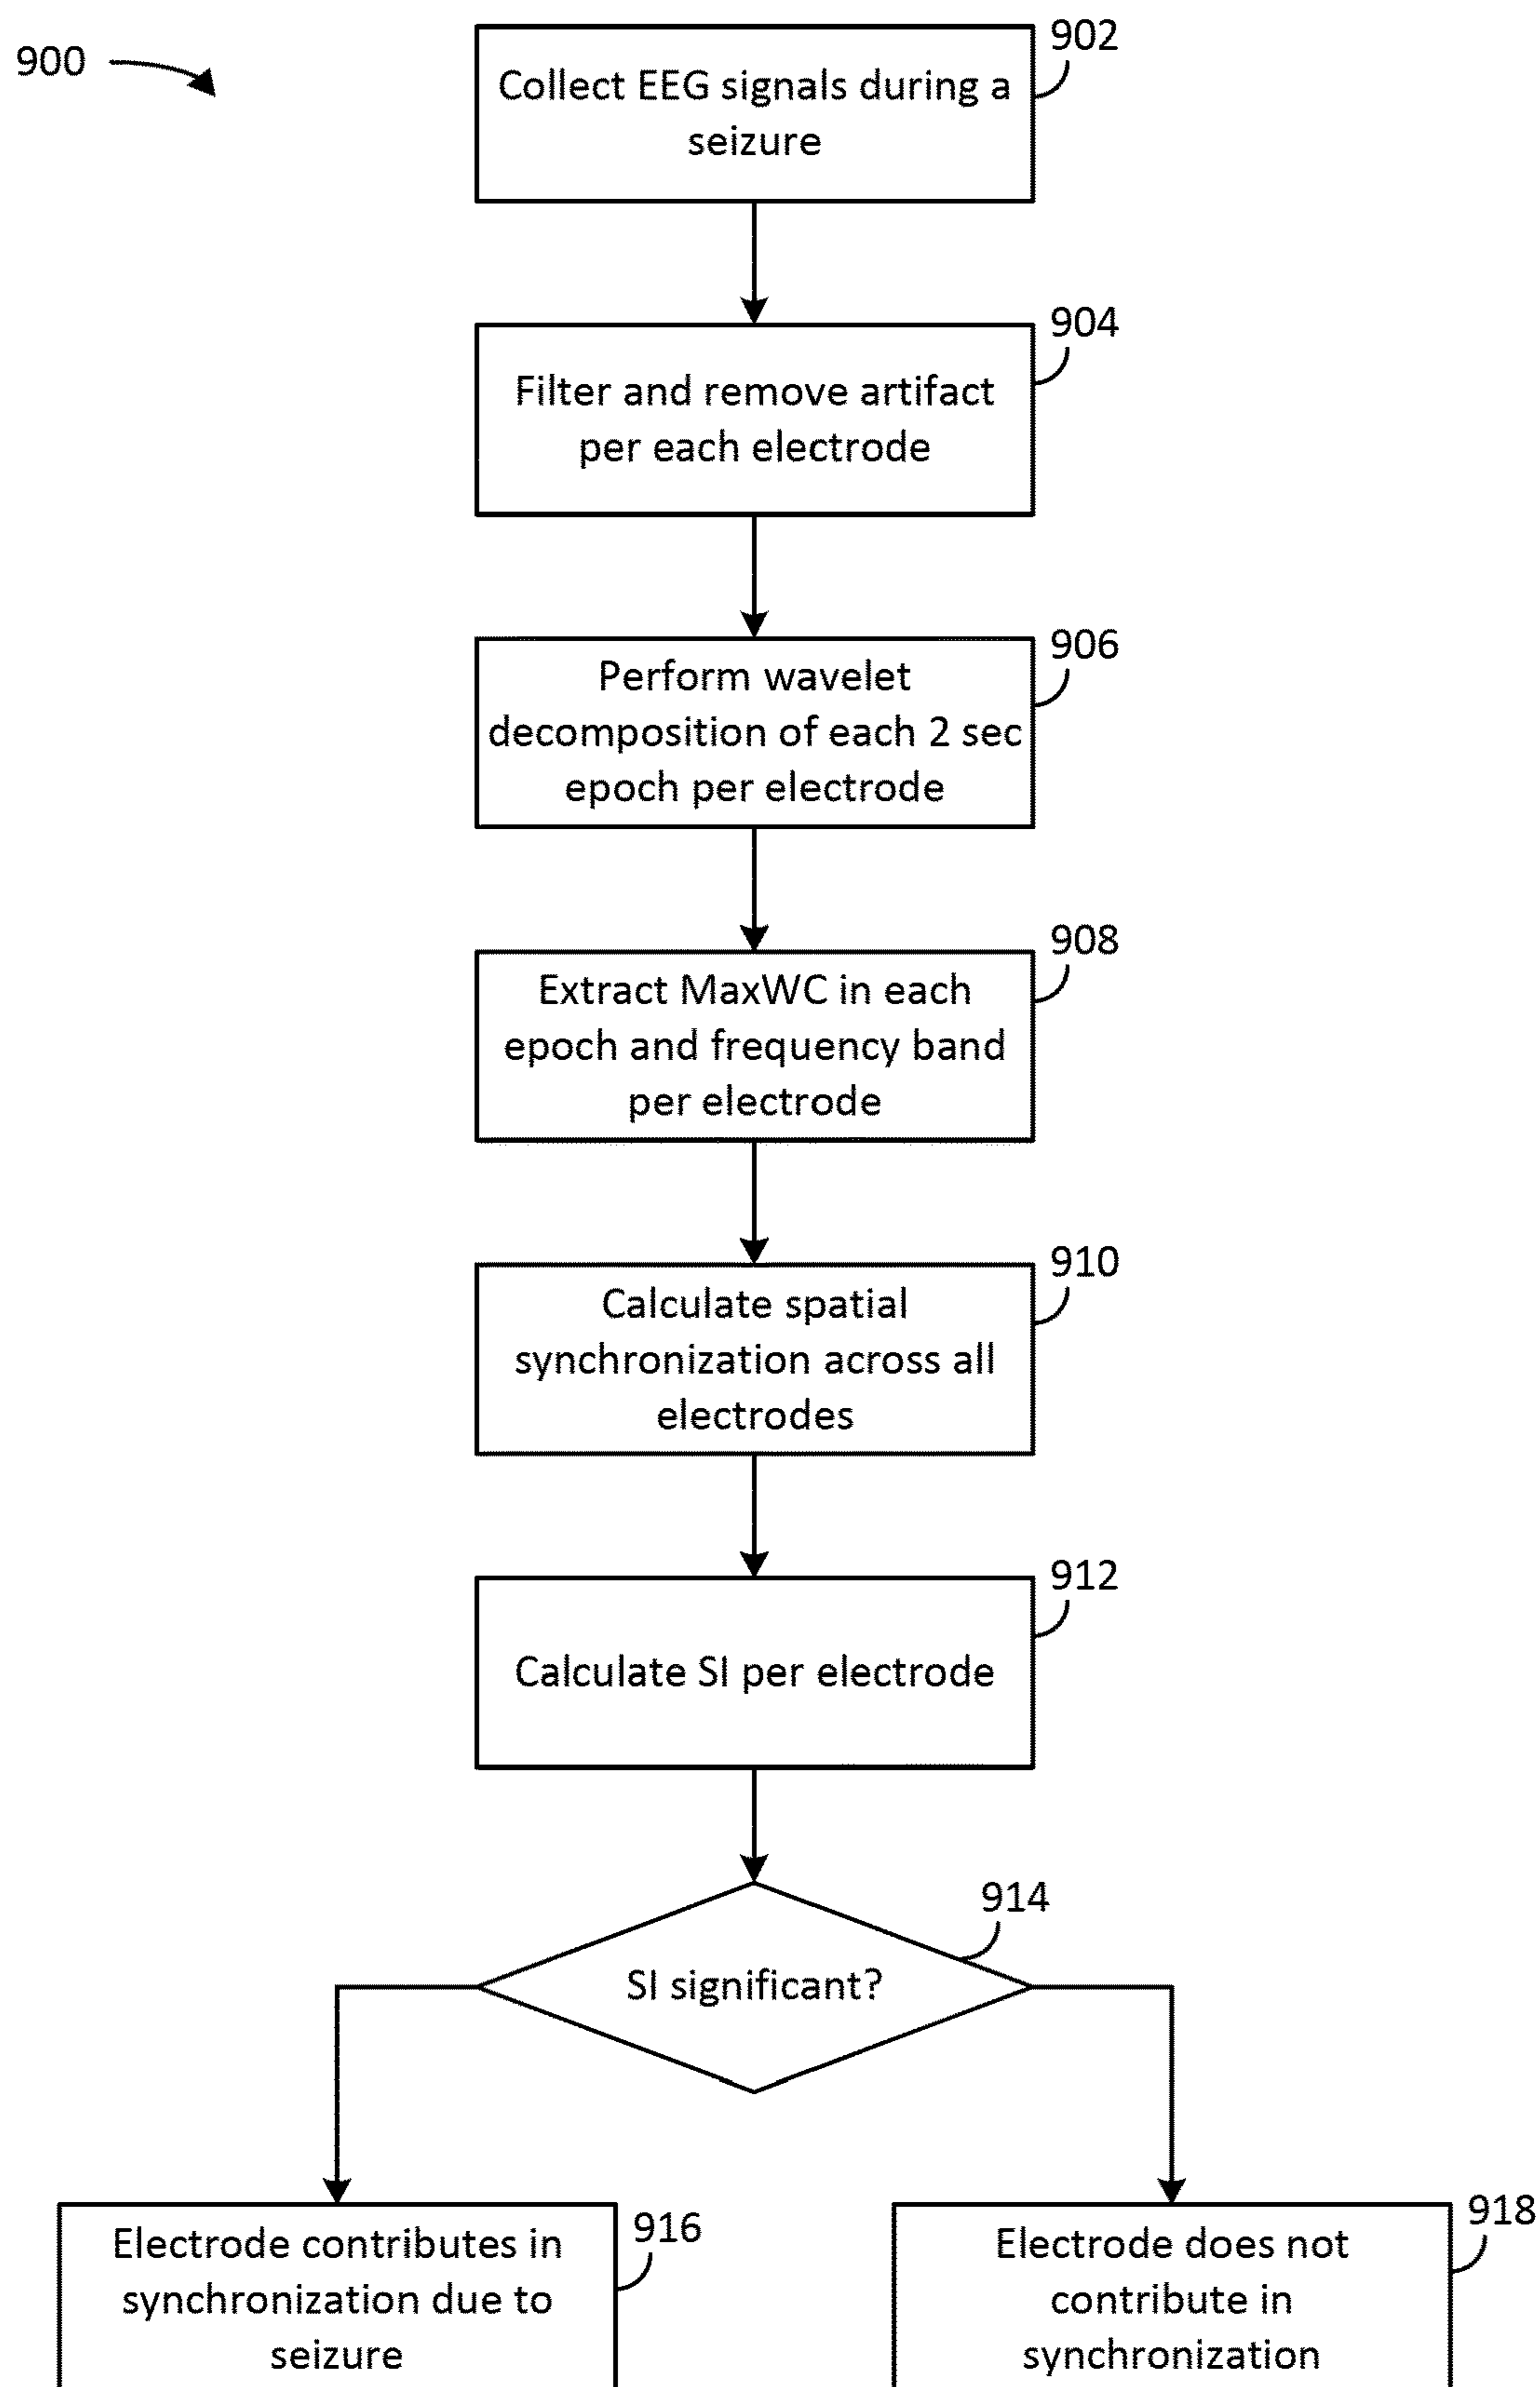 900
902
Collect EEG signals during a
seizure
904
Filter and remove artifact
per each electrode
906
Perform wavelet
decomposition of each 2 sec
epoch per electrode
908
Extract MaxWC in each
epoch and frequency band
per electrode
910
Calculate spatial
synchronization across all
electrodes
912
Calculate SI per electrode
914
SI significant?
916
Electrode contributes in
synchronization due to
seizure
918
Electrode does not
contribute in
synchronization